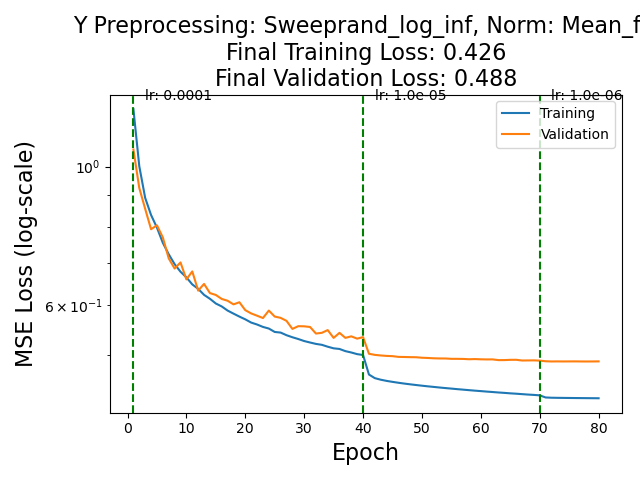 Y Preprocessing: Sweeprand_log_inf, Norm: Mean_f
Final Training Loss: 0.426
Final Validation Loss: 0.488
lr: 0.0001
lr: 1.0e-05
lr: 1.0e-06
Training
Validation
10⁰
6 × 10⁻¹
MSE Loss (log-scale)
0 10 20 30 40 50 60 70 80
Epoch